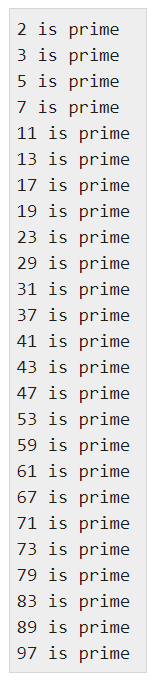 2 is prime
3 is prime
5 is prime
7 is prime
11 is prime
13 is prime
17 is prime
19 is prime
23 is prime
29 is prime
31 is prime
37 is prime
41 is prime
43 is prime
47 is prime
53 is prime
59 is prime
61 is prime
67 is prime
71 is prime
73 is prime
79 is prime
83 is prime
89 is prime
97 is prime